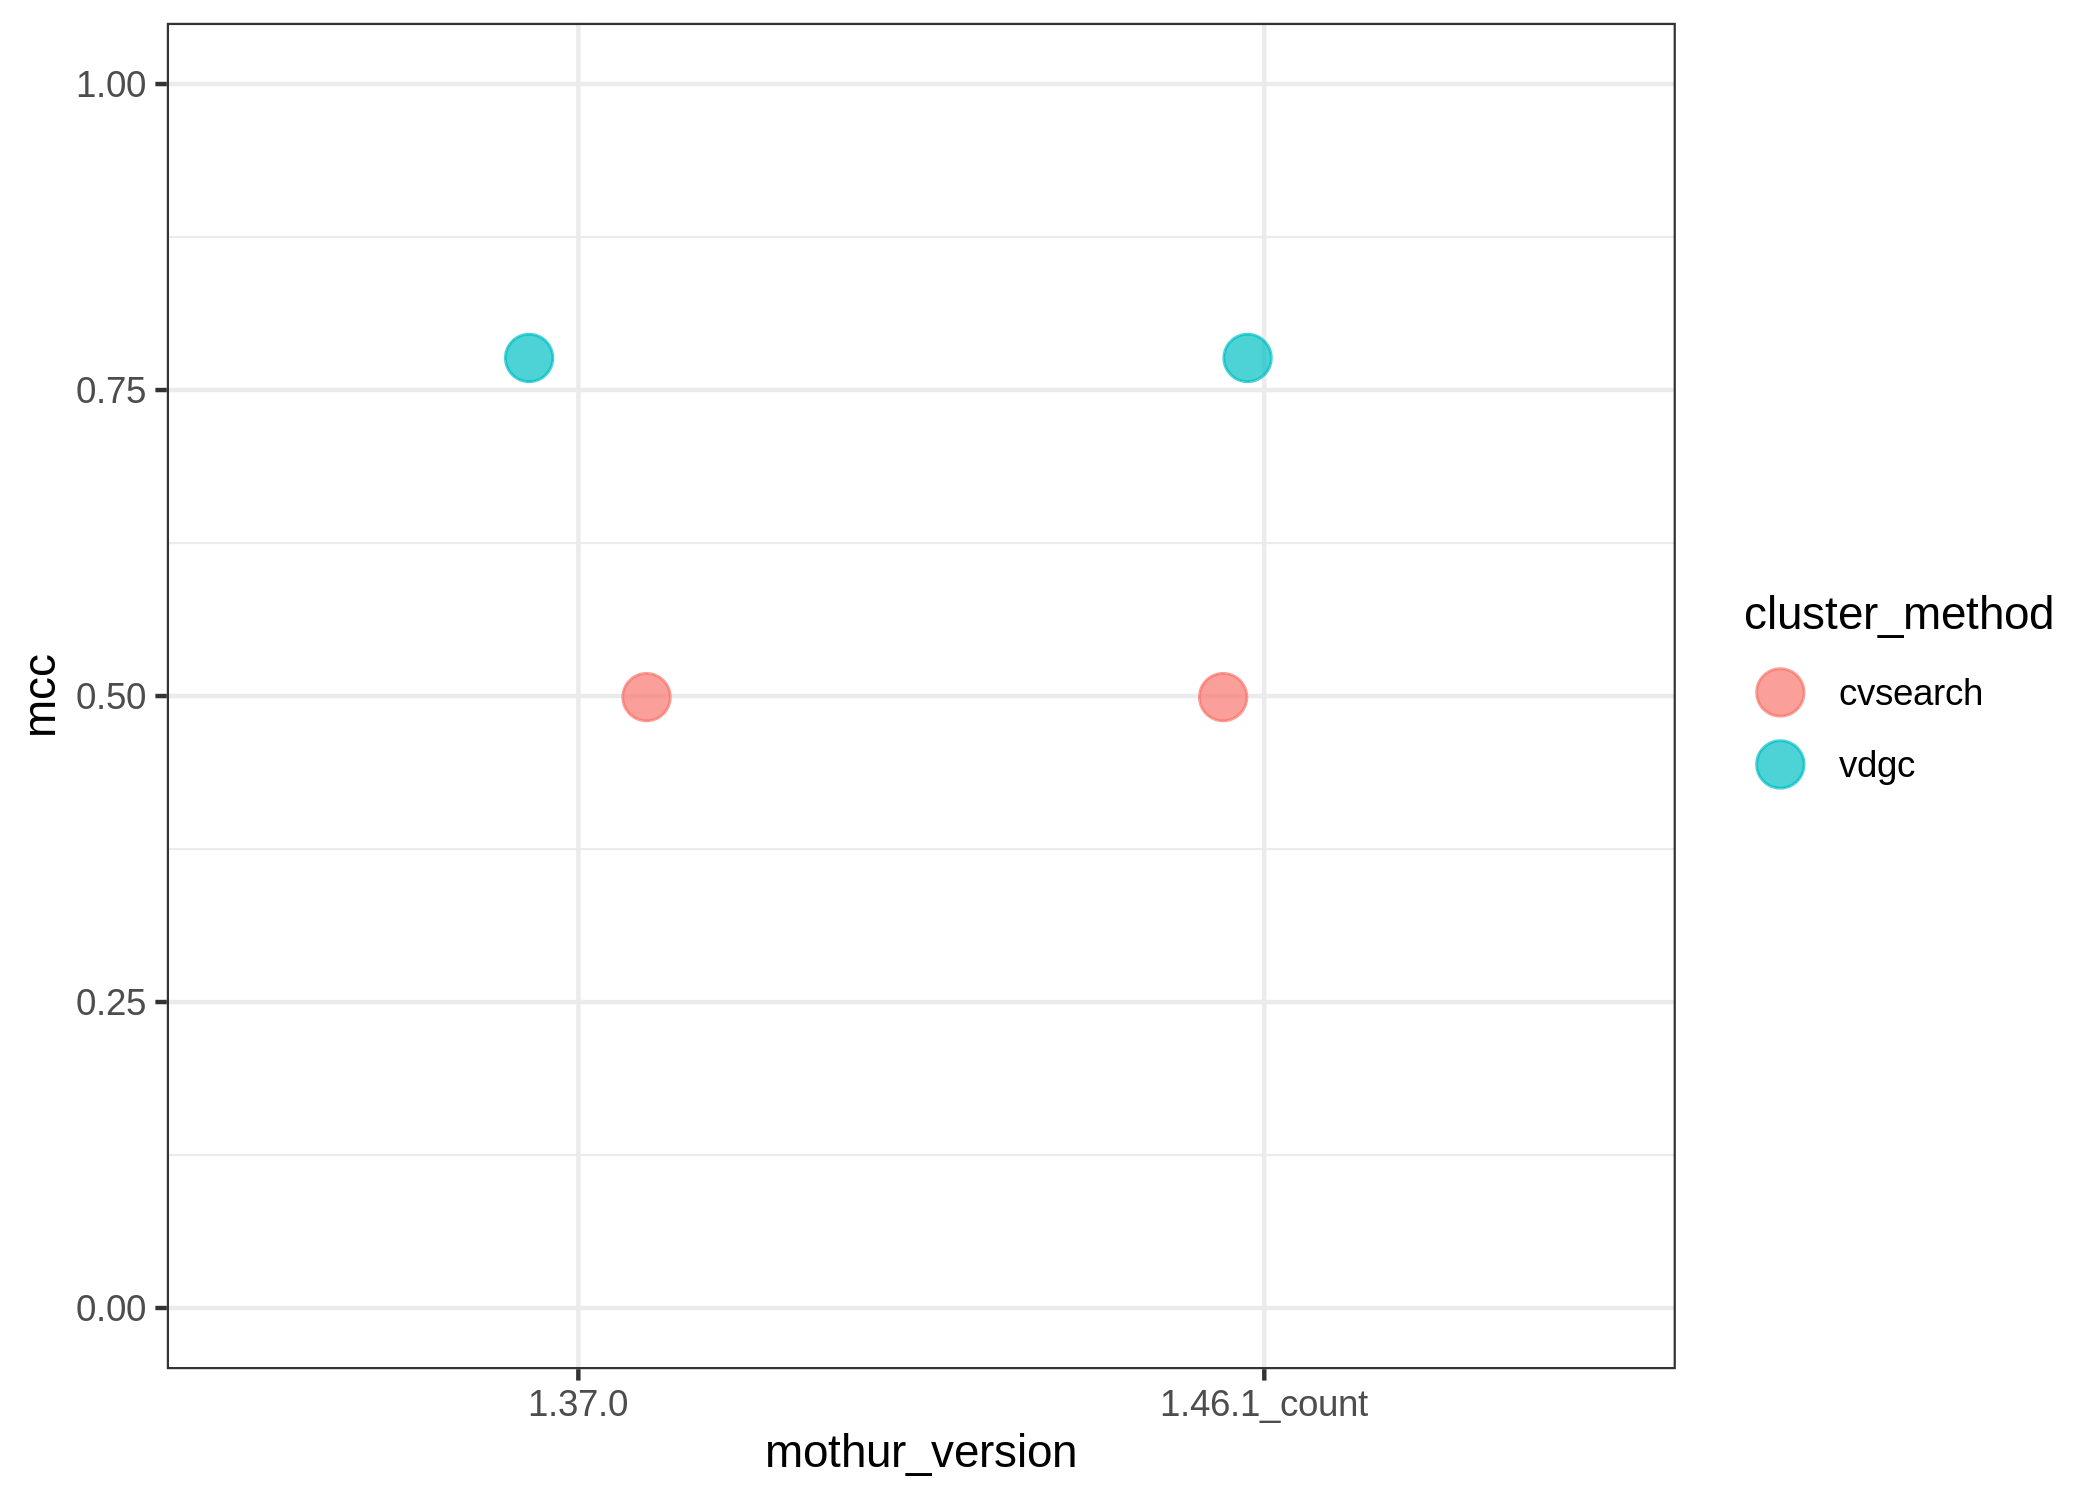 mcc
1.00
0.75
0.50
0.25
0.00
1.37.0
1.46.1_count
mothur_version
cluster_method
cvsearch
vdgc